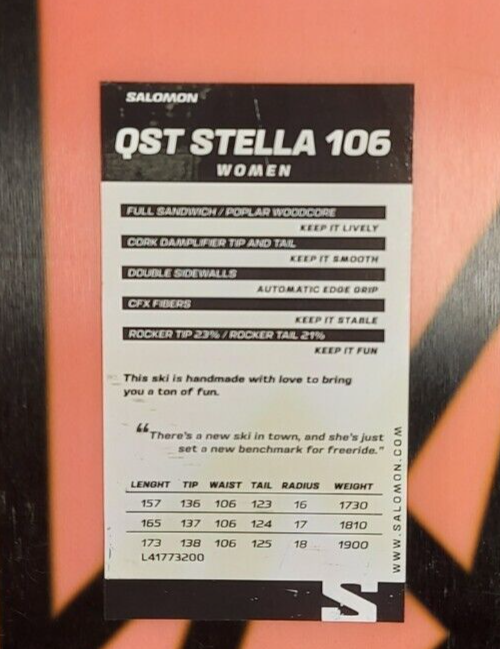 SALOMON
QST STELLA 106
WOMEN
FULL SANDWICH / POPLAR WOODCORE
KEEP IT LIVELY
CORK DAMPLIFIER TIP AND TAIL
KEEP IT SMOOTH
DOUBLE SIDEWALLS
AUTOMATIC EDGE GRIP
CFX FIBERS
KEEP IT STABLE
ROCKER TIP 23% / ROCKER TAIL 21%
KEEP IT FUN
This ski is handmade with love to bring
you a ton of fun.
“There's a new ski in town, and she's just
set a new benchmark for freeride.”
LENGHT TIP WAIST TAIL RADIUS WEIGHT
157 136 106 123 16 1730
165 137 106 124 17 1810
173 138 106 125 18 1900
L41773200
WWW.SALOMON.COM
S